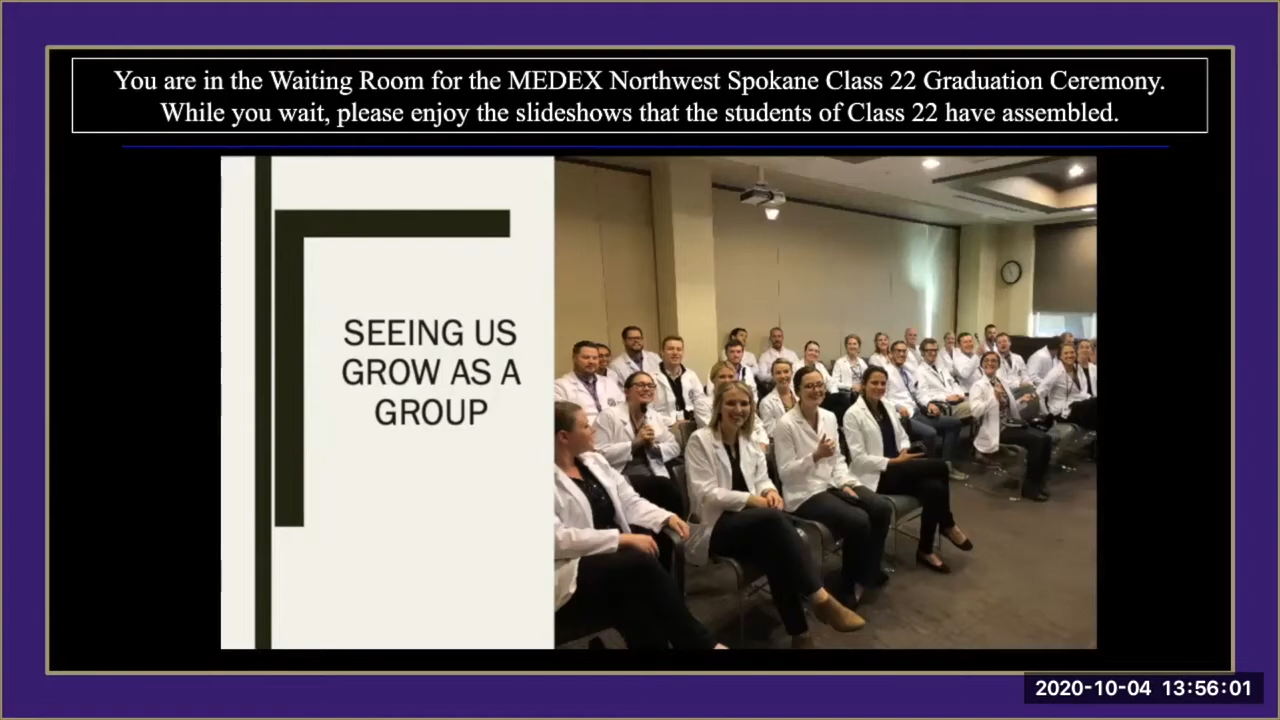 You are in the Waiting Room for the MEDEX Northwest Spokane Class 22 Graduation Ceremony.
While you wait, please enjoy the slideshows that the students of Class 22 have assembled.
SEEING US
GROW AS A
GROUP
2020-10-04 13:56:01